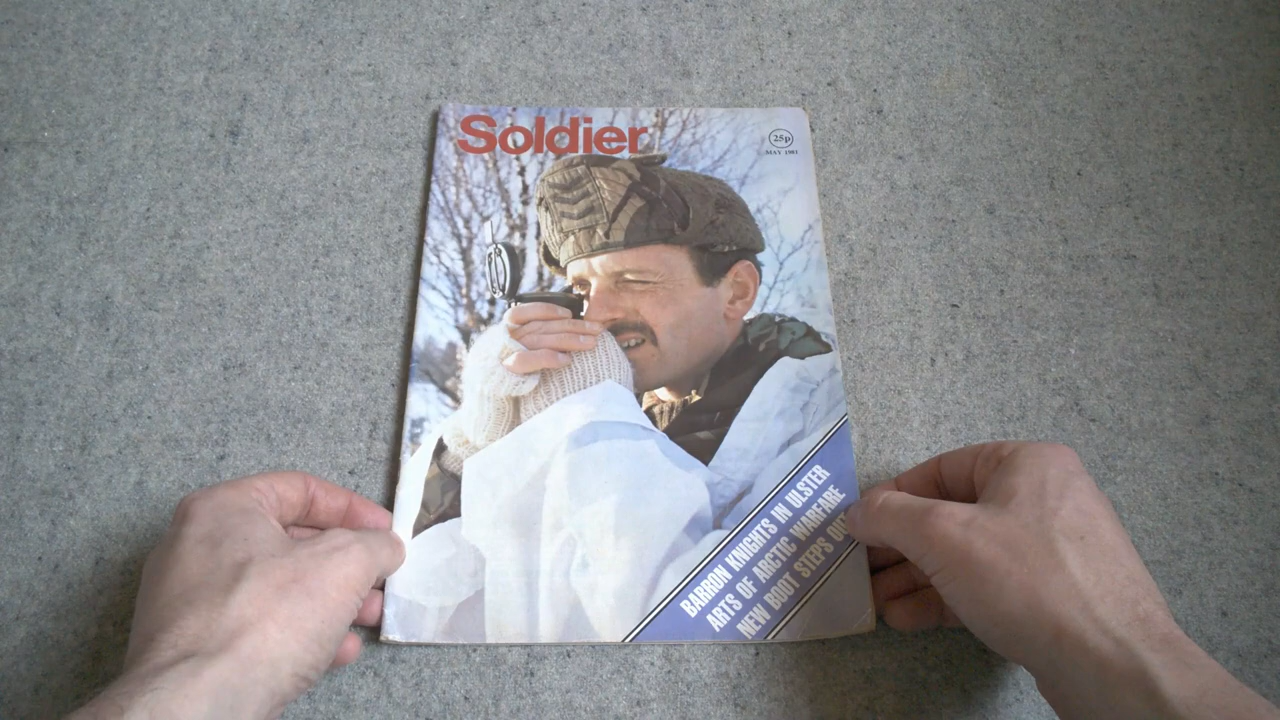 Soldier
25p
MAY 1981
BARRON KNIGHTS IN ULSTER
ARTS OF ARCTIC WARFARE
NEW BOOT STEPS OUT